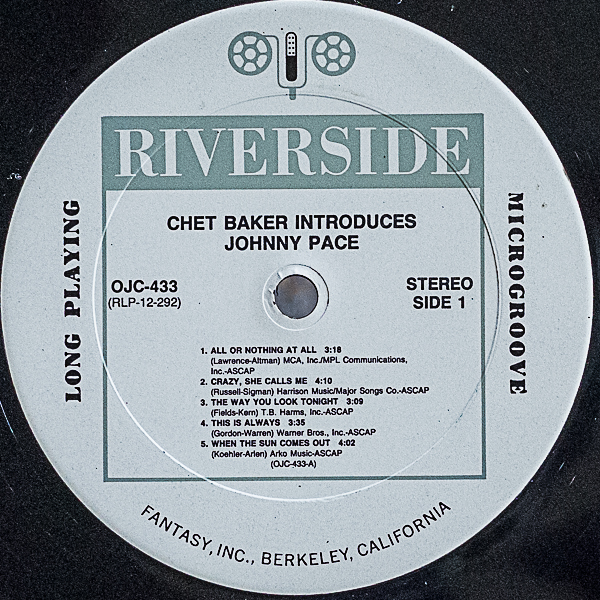 RIVERSIDE
CHET BAKER INTRODUCES
JOHNNY PACE
LONG PLAYING
MICROGROOVE
OJC-433
(RLP-12-292)
STEREO
SIDE 1
1. ALL OR NOTHING AT ALL 3:18
(Lawrence-Altman) MCA, Inc./MPL Communications,
Inc.-ASCAP
2. CRAZY, SHE CALLS ME 4:10
(Russell-Sigman) Harrison Music/Major Songs Co.-ASCAP
3. THE WAY YOU LOOK TONIGHT 3:09
(Fields-Kern) T.B. Harms, Inc.-ASCAP
4. THIS IS ALWAYS 3:35
(Gordon-Warren) Warner Bros., Inc-ASCAP
5. WHEN THE SUN COMES OUT 4:02
(Koehler-Arlen) Arko Music-ASCAP
(OJC-433-A)
FANTASY, INC., BERKELEY, CALIFORNIA